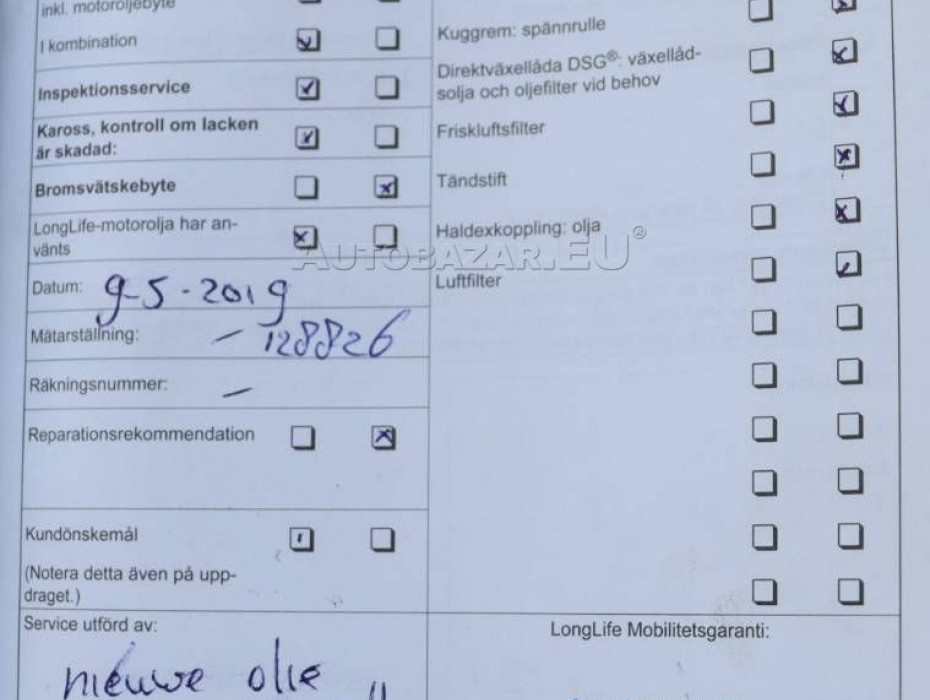 inkl. motoroljebyte
I kombination
Inspektionsservice
Kaross, kontroll om lacken
är skadad:
Bromsvätskebyte
LongLife-motorolja har an-
vänts
Datum: 9-5-2019
Mätarställning: - 128826
Räkningsnummer: -
Reparationsrekommendation
Kundönskemål
(Notera detta även på upp-
draget.)
Service utförd av:
nieuwe olie
Kuggrem: spännrulle
Direktväxellåda DSG®: växellåd-
solja och oljefilter vid behov
Friskluftsfilter
Tändstift
Haldexkoppling: olja
Luftfilter
LongLife Mobilitetsgaranti:
AUTOBAZAR.EU®